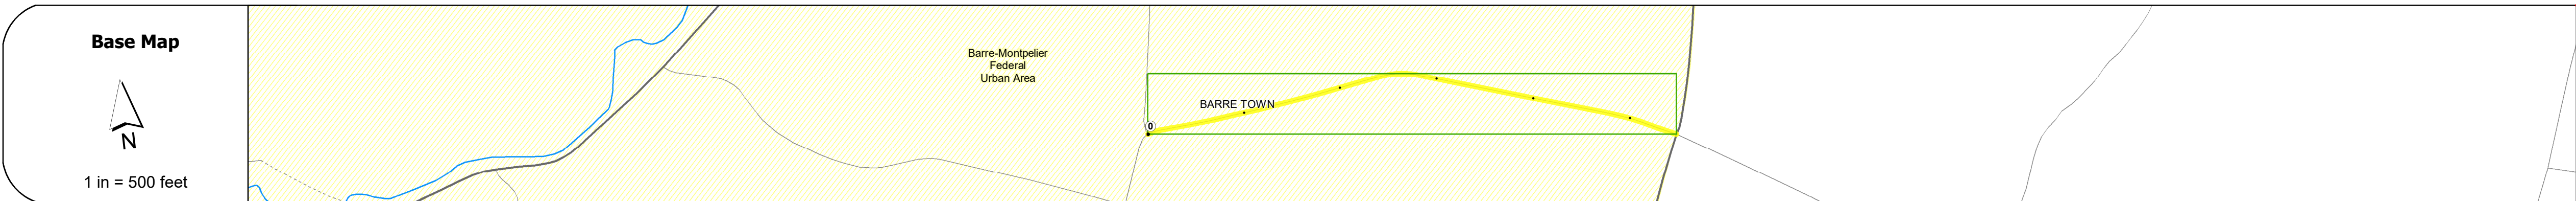 Base Map
N
1 in = 500 feet
Barre-Montpelier
Federal
Urban Area
BARRE TOWN
0